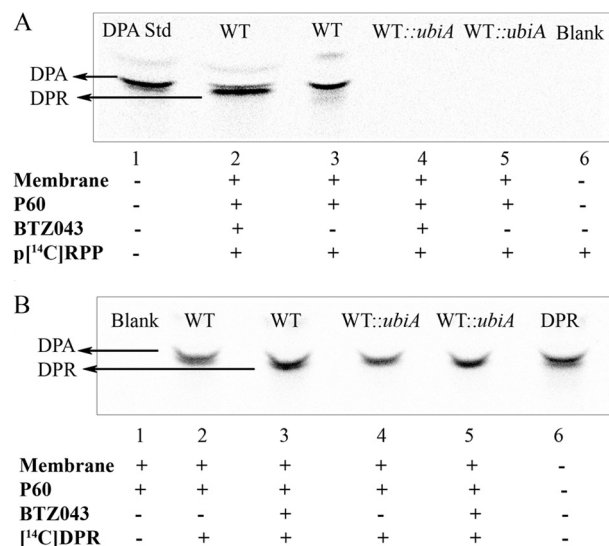 A
DPA Std WT WT WT::ubiA WT::ubiA Blank
DPA
DPR
1 2 3 4 5 6
Membrane - + + + + -
P60 - + + + + -
BTZ043 - + - + - -
p[¹⁴C]RPP - + + + + +
B
Blank WT WT WT::ubiA WT::ubiA DPR
DPA
DPR
1 2 3 4 5 6
Membrane + + + + + -
P60 + + + + + -
BTZ043 - - + - + -
[¹⁴C]DPR - + + + + -